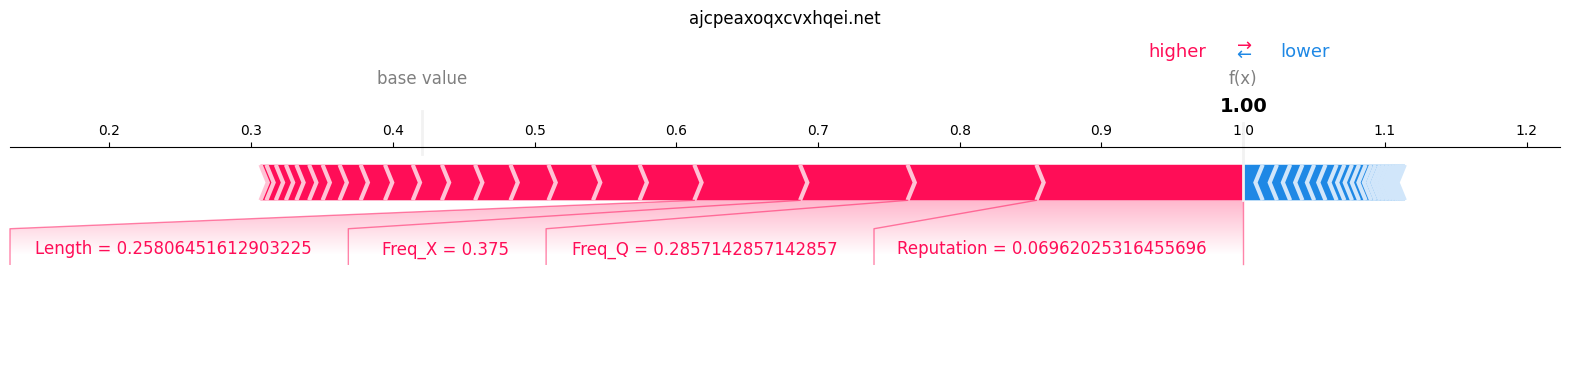 ajcpeaxoqxcvxhqei.net
higher ⇄ lower
base value f(x)
1.00
0.2 0.3 0.4 0.5 0.6 0.7 0.8 0.9 1.0 1.1 1.2
Length = 0.25806451612903225 Freq_X = 0.375 Freq_Q = 0.2857142857142857 Reputation = 0.06962025316455696